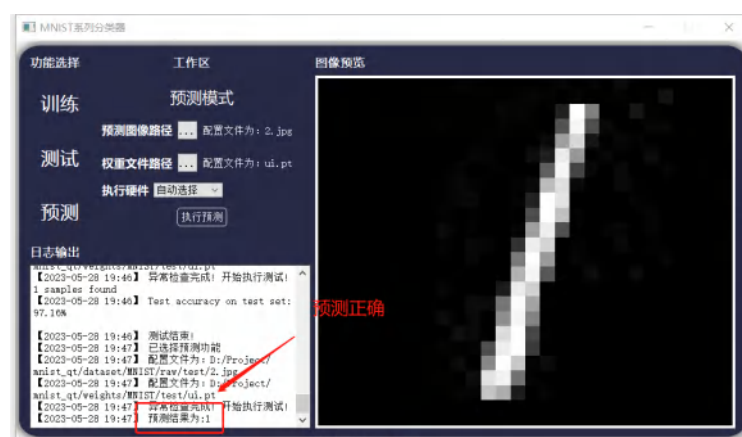 MNIST系列分类器
功能选择
工作区
图像预览
训练
测试
预测
预测模式
预测图像路径 ... 配置文件为：2.jpg
权重文件路径 ... 配置文件为：ui.pt
执行硬件 自动选择
执行预测
日志输出
mnist_qt/weights/MNIST/test/ui.pt
【2023-05-28 19:46】 异常检查完成！开始执行测试！
1 samples found
【2023-05-28 19:46】 Test accuracy on test set:
97.16%
【2023-05-28 19:46】 测试结束！
【2023-05-28 19:47】 已选择预测功能
【2023-05-28 19:47】 配置文件为：D:/Project/
mnist_qt/dataset/MNIST/raw/test/2.jpg
【2023-05-28 19:47】 配置文件为：D:/Project/
mnist_qt/weights/MNIST/test/ui.pt
【2023-05-28 19:47】 异常检查完成！开始执行测试！
【2023-05-28 19:47】 预测结果为:1
预测正确